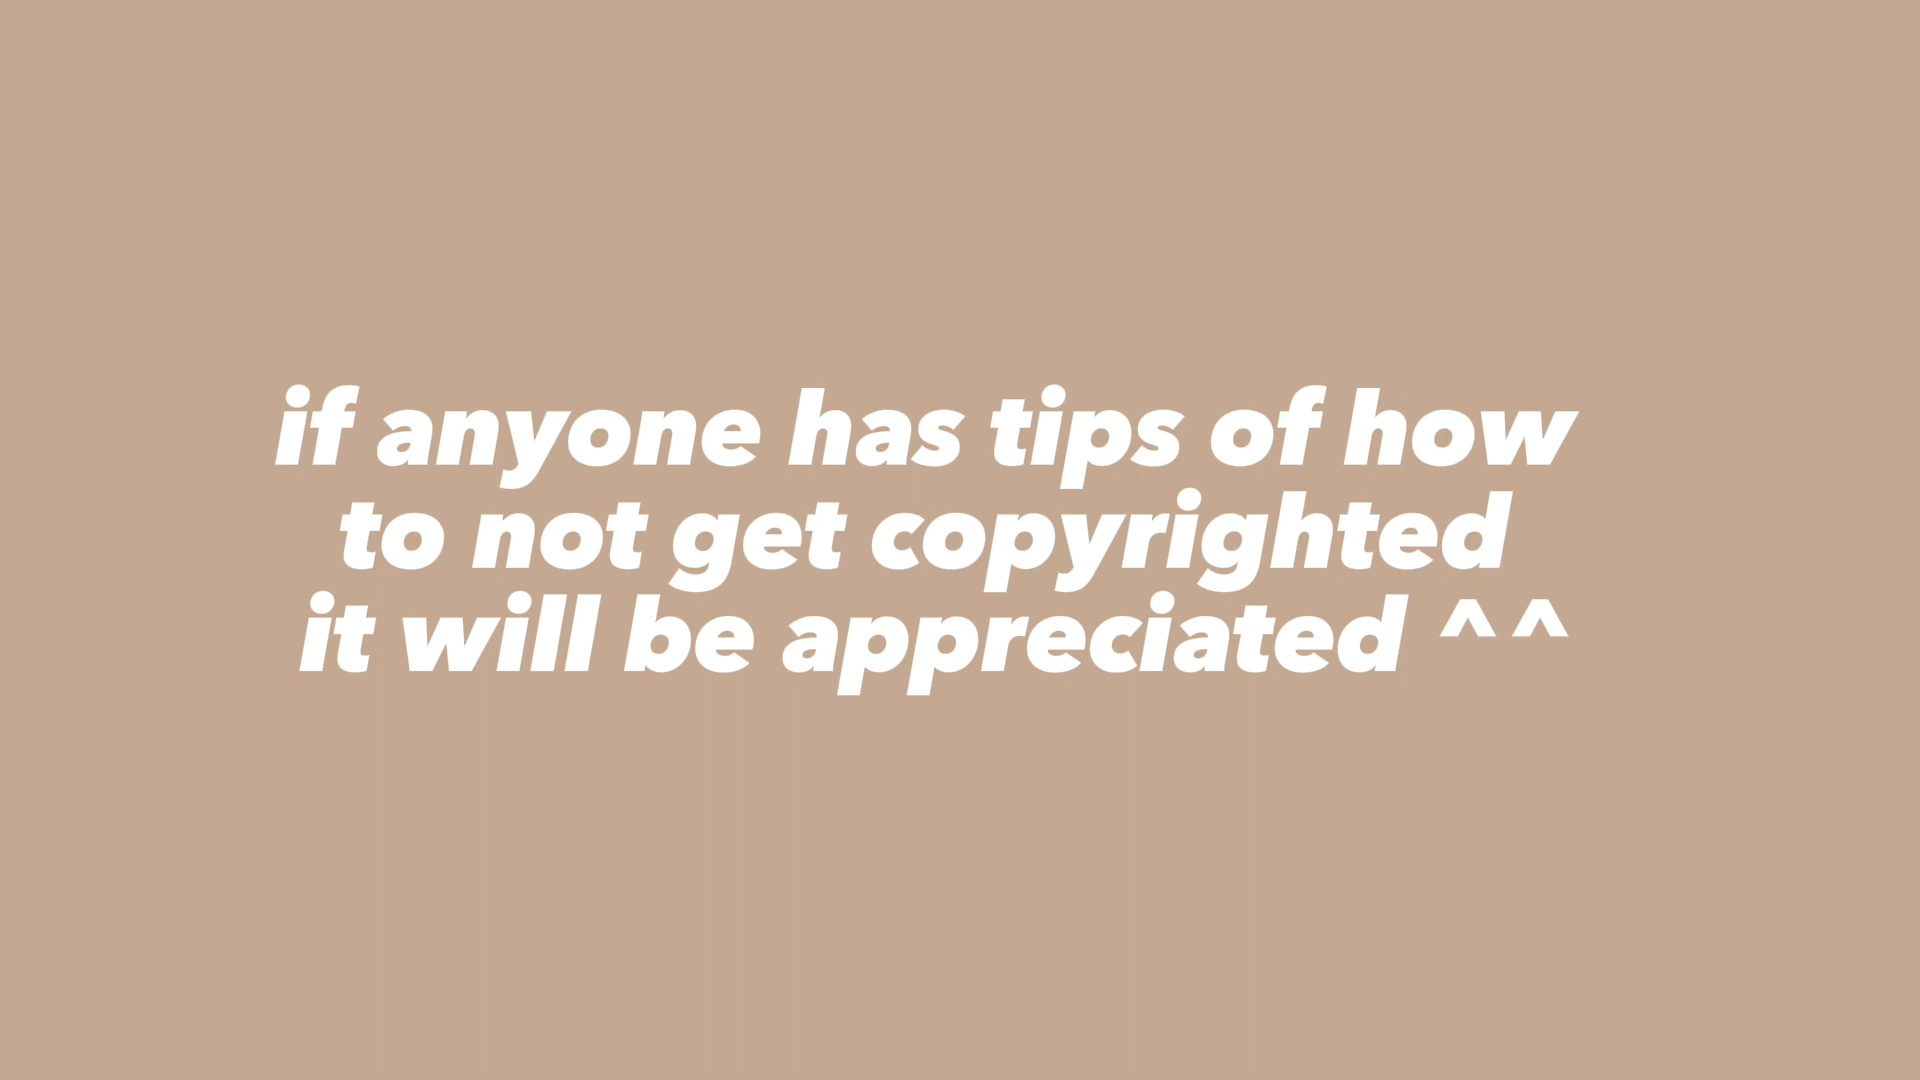 if anyone has tips of how
to not get copyrighted
it will be appreciated ^^